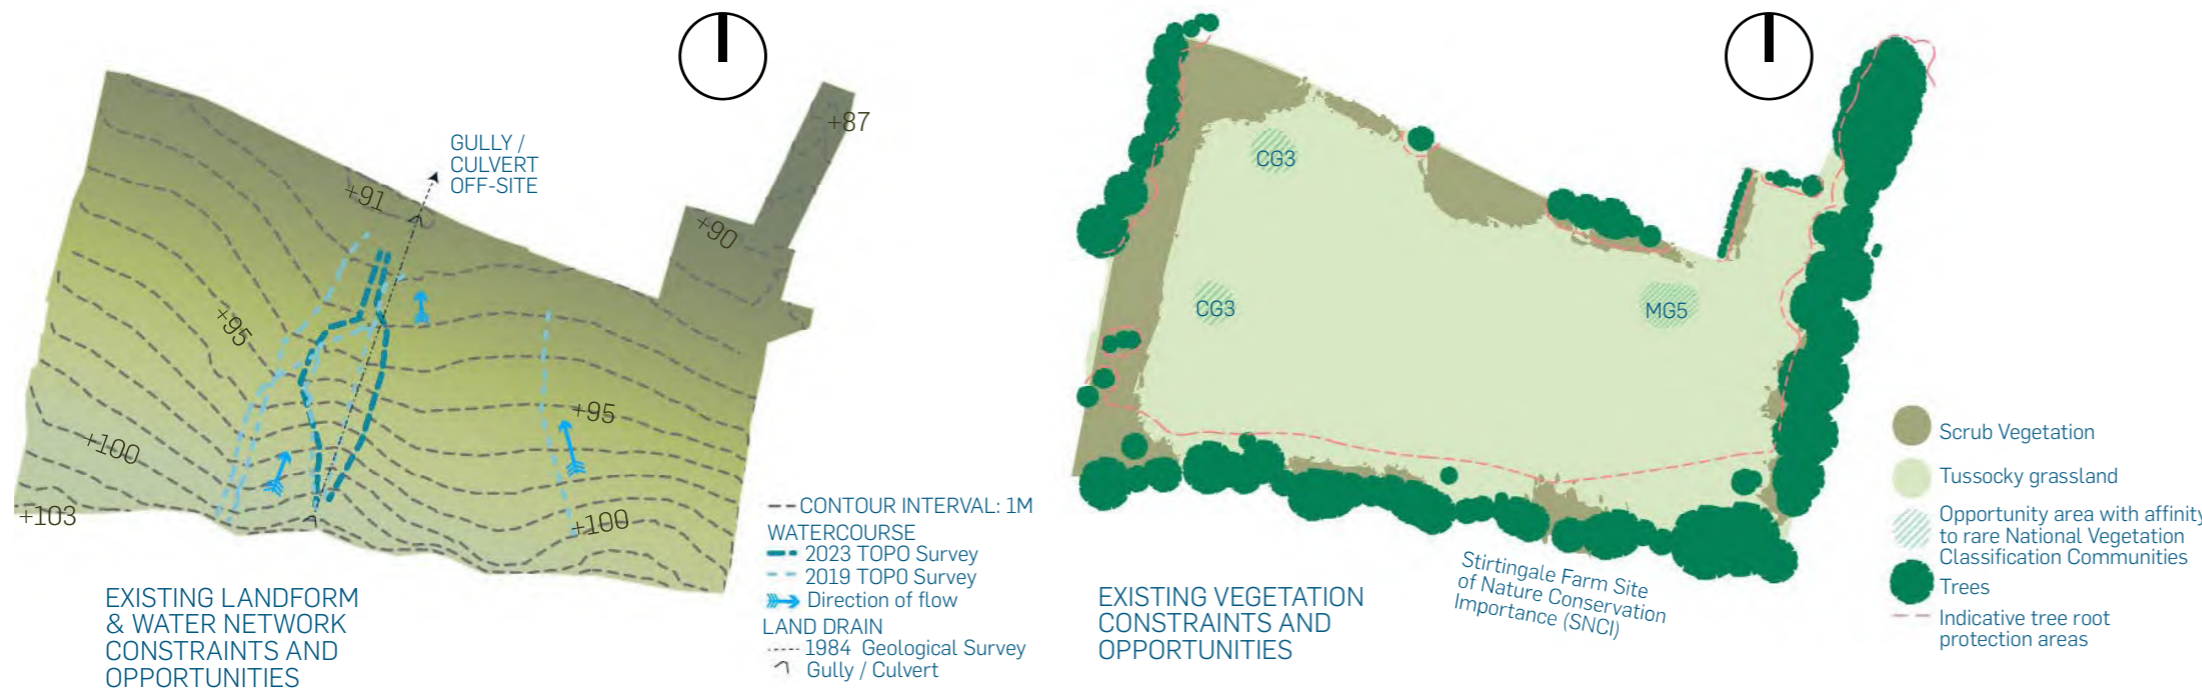 GULLY /
CULVERT
OFF-SITE
+87
+91
+90
+95
+95
+100
+100
+103
CONTOUR INTERVAL: 1M
WATERCOURSE
2023 TOPO Survey
2019 TOPO Survey
Direction of flow
LAND DRAIN
1984 Geological Survey
Gully / Culvert
EXISTING LANDFORM
& WATER NETWORK
CONSTRAINTS AND
OPPORTUNITIES
CG3
CG3
MG5
Scrub Vegetation
Tussocky grassland
Opportunity area with affinity
to rare National Vegetation
Classification Communities
Trees
Indicative tree root
protection areas
Stirtingale Farm Site
of Nature Conservation
Importance (SNCI)
EXISTING VEGETATION
CONSTRAINTS AND
OPPORTUNITIES